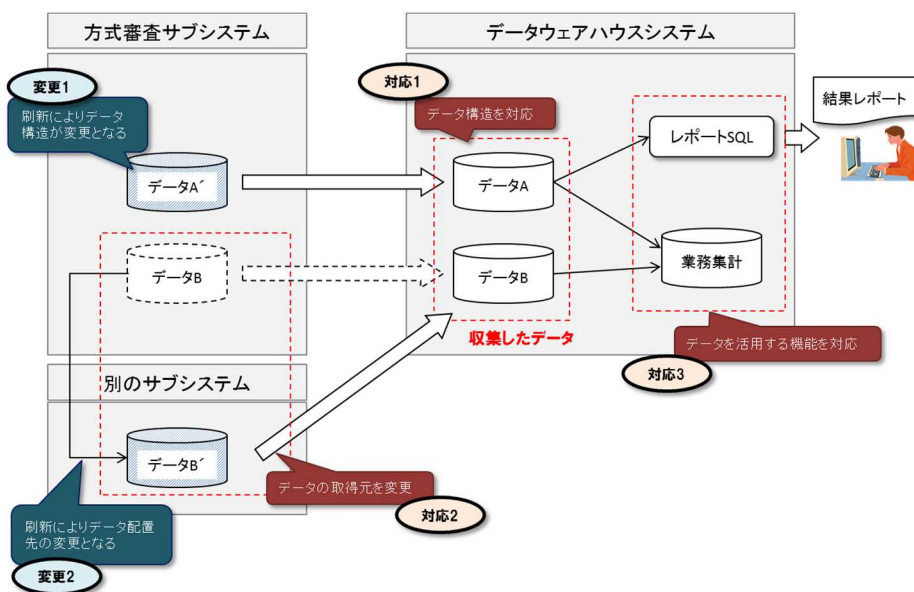 方式審査サブシステム
データウェアハウスシステム
変更1
刷新によりデータ
構造が変更となる
対応1
データ構造を対応
結果レポート
レポートSQL
データA´
データA
データB
データB
業務集計
収集したデータ
データを活用する機能を対応
対応3
別のサブシステム
データB´
データの取得元を変更
対応2
刷新によりデータ配置
先の変更となる
変更2